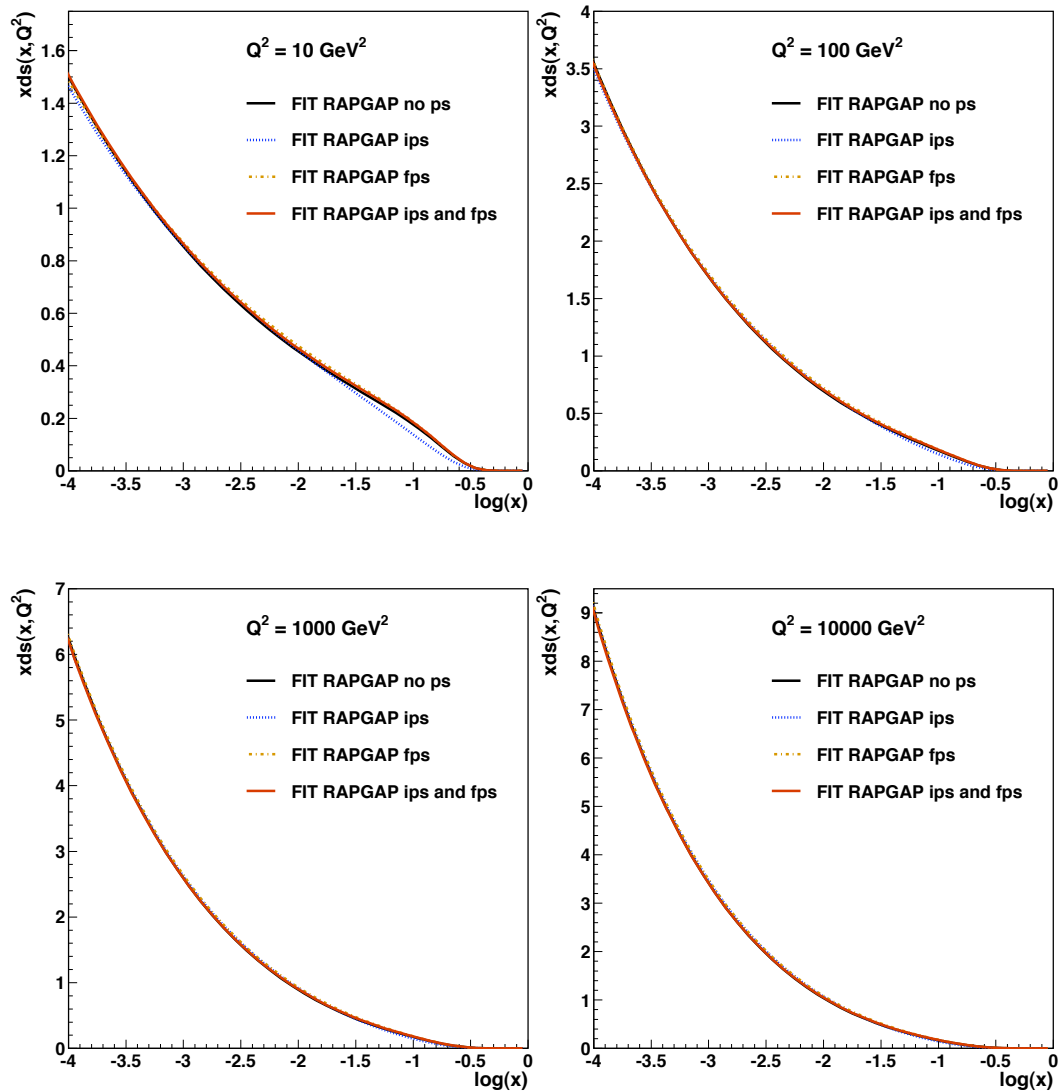 xds(x,Q²)
Q² = 10 GeV²
FIT RAPGAP no ps
FIT RAPGAP ips
FIT RAPGAP fps
FIT RAPGAP ips and fps
1.6
1.4
1.2
1
0.8
0.6
0.4
0.2
0
-4 -3.5 -3 -2.5 -2 -1.5 -1 -0.5 0
log(x)
xds(x,Q²)
Q² = 100 GeV²
FIT RAPGAP no ps
FIT RAPGAP ips
FIT RAPGAP fps
FIT RAPGAP ips and fps
4
3.5
3
2.5
2
1.5
1
0.5
0
-4 -3.5 -3 -2.5 -2 -1.5 -1 -0.5 0
log(x)
xds(x,Q²)
Q² = 1000 GeV²
FIT RAPGAP no ps
FIT RAPGAP ips
FIT RAPGAP fps
FIT RAPGAP ips and fps
7
6
5
4
3
2
1
0
-4 -3.5 -3 -2.5 -2 -1.5 -1 -0.5 0
log(x)
xds(x,Q²)
Q² = 10000 GeV²
FIT RAPGAP no ps
FIT RAPGAP ips
FIT RAPGAP fps
FIT RAPGAP ips and fps
9
8
7
6
5
4
3
2
1
0
-4 -3.5 -3 -2.5 -2 -1.5 -1 -0.5 0
log(x)